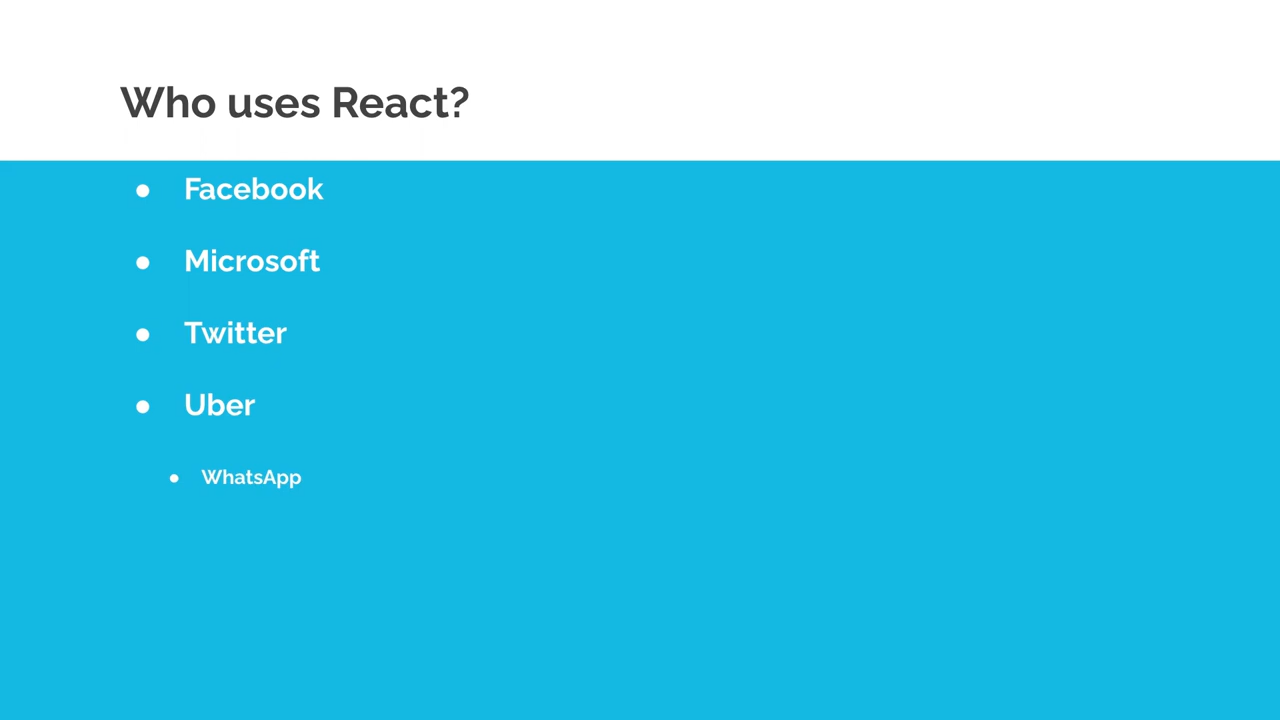 Who uses React?
● Facebook
● Microsoft
● Twitter
● Uber
● WhatsApp